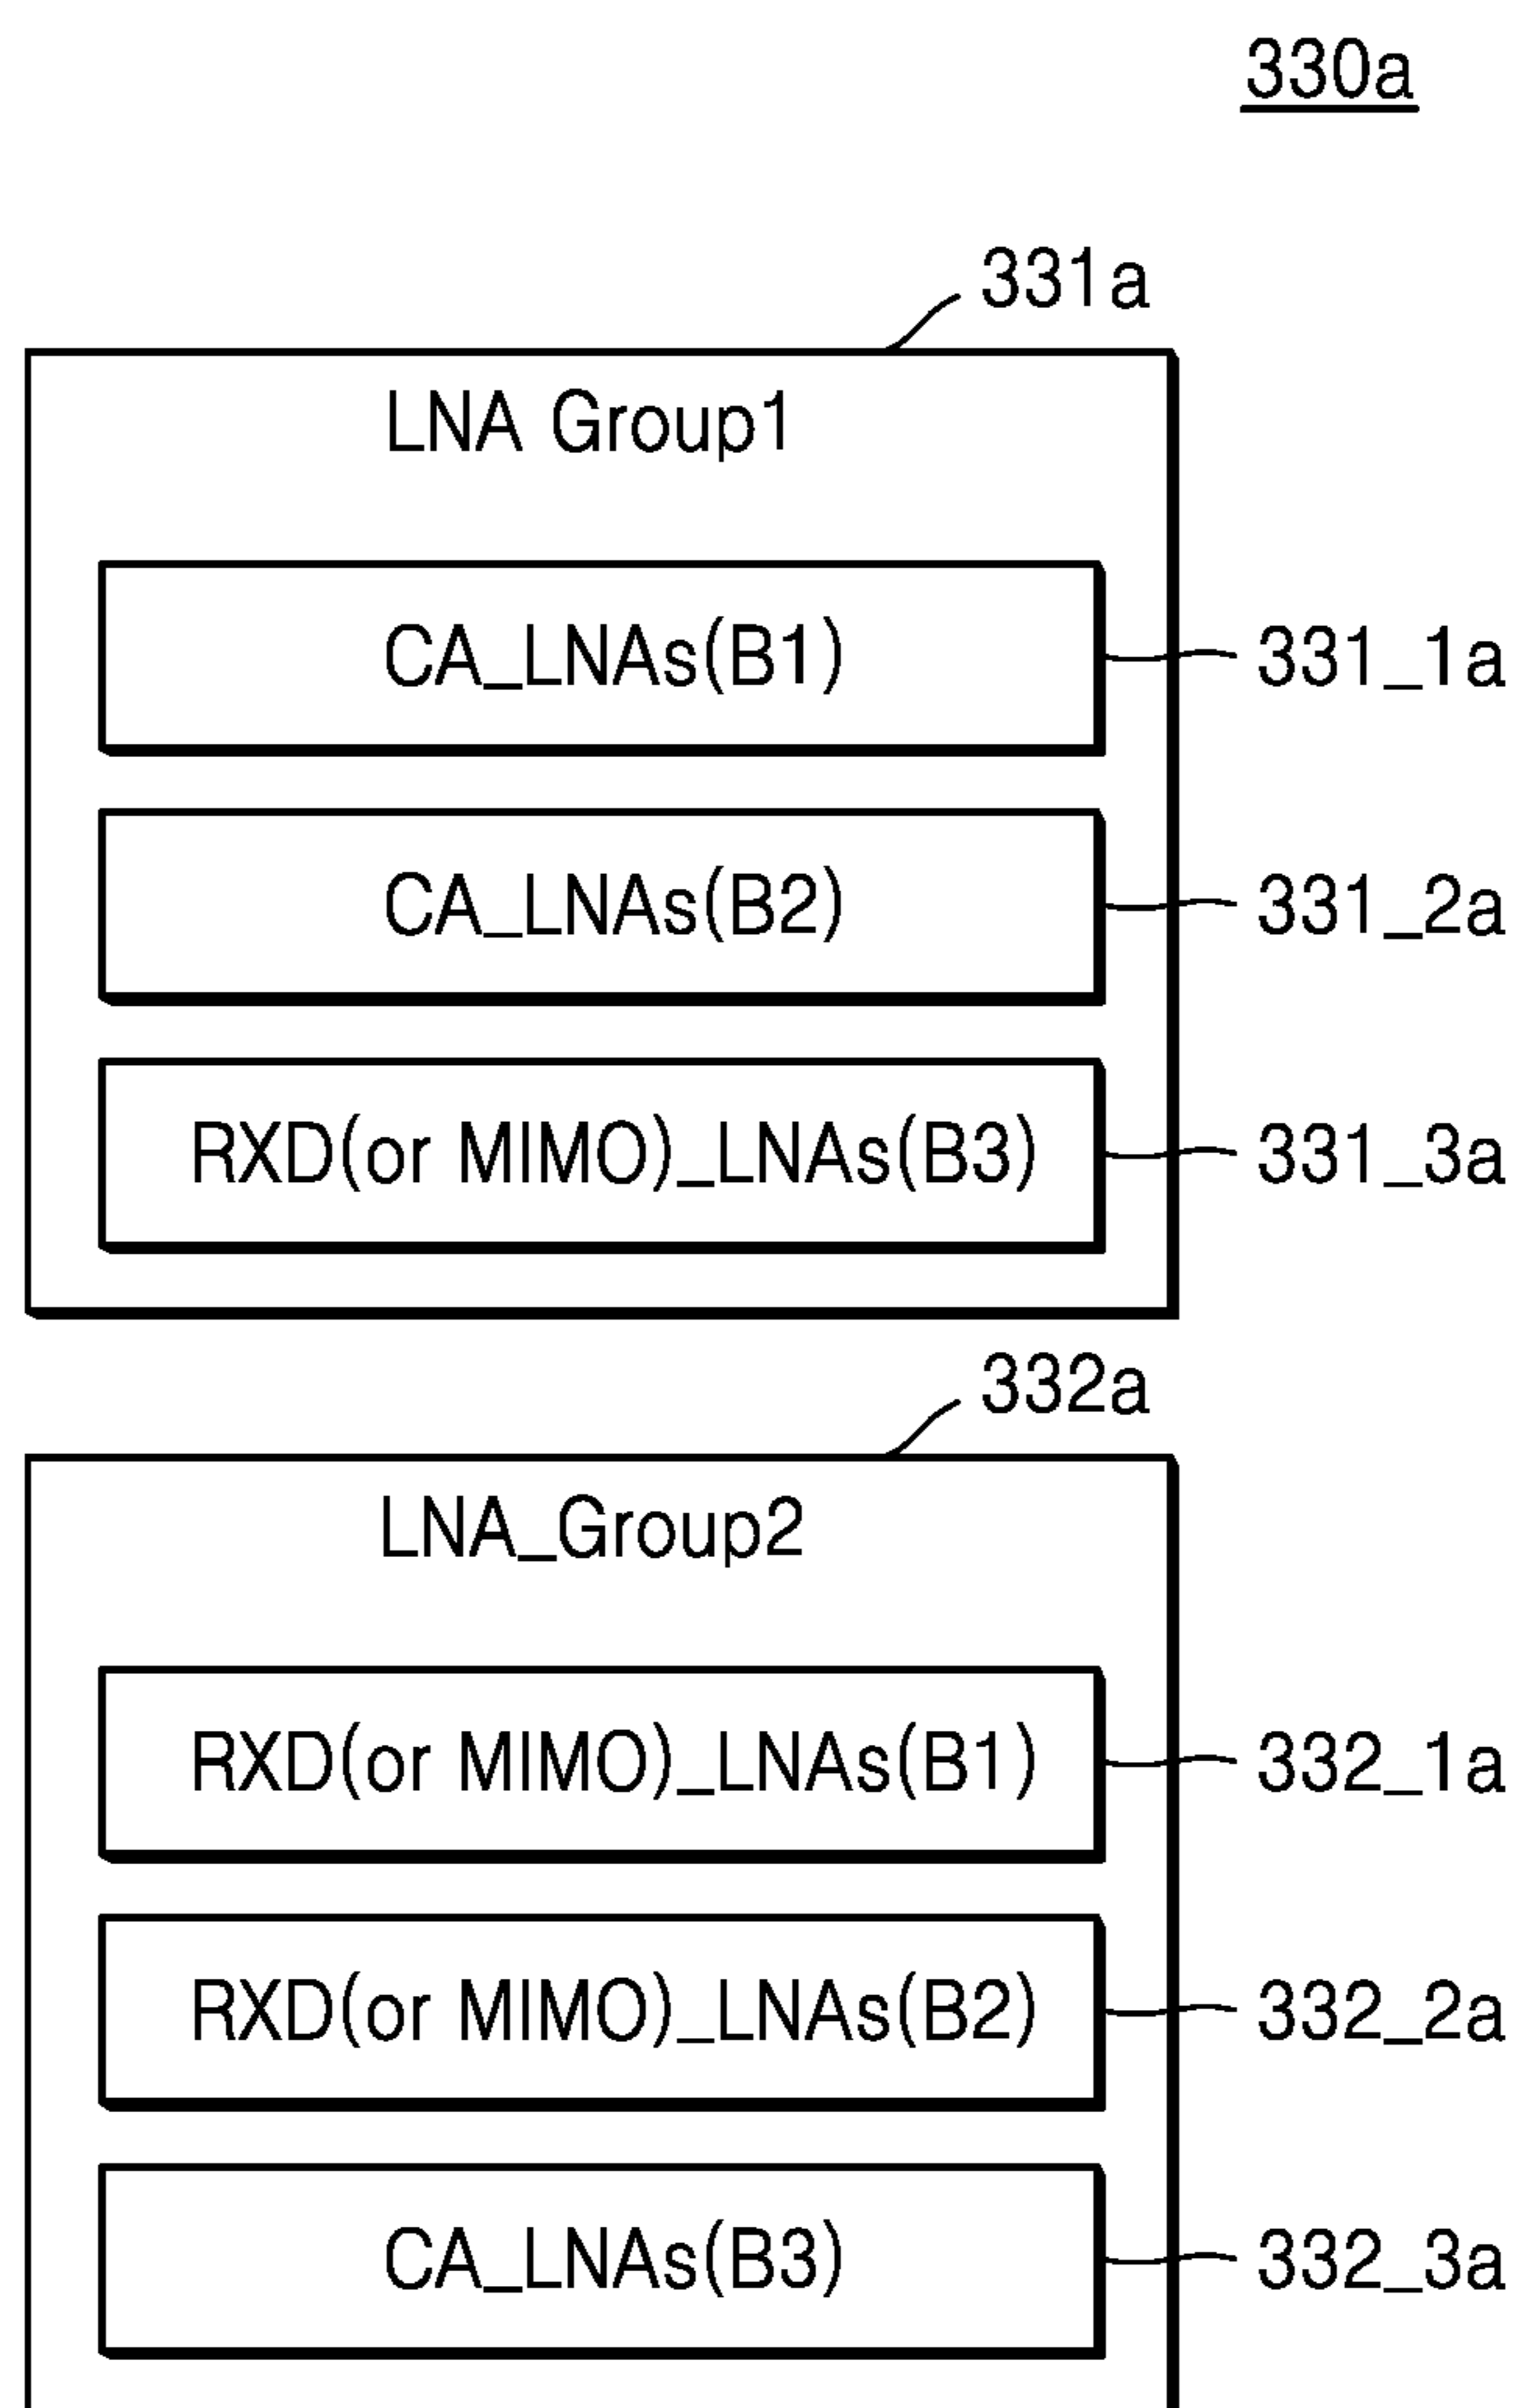 330a
331a
LNA Group1
CA_LNAs(B1)
331_1a
CA_LNAs(B2)
331_2a
RXD(or MIMO)_LNAs(B3)
331_3a
332a
LNA_Group2
RXD(or MIMO)_LNAs(B1)
332_1a
RXD(or MIMO)_LNAs(B2)
332_2a
CA_LNAs(B3)
332_3a